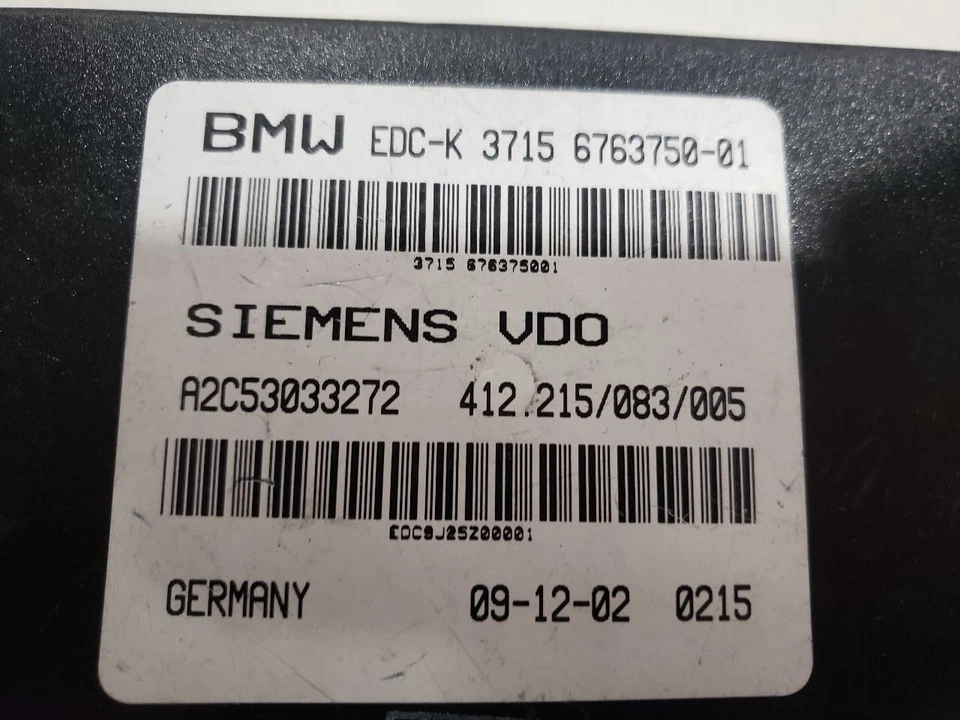 BMW EDC-K 3715 6763750-01
3715 676375001
SIEMENS VDO
A2C53033272 412.215/083/005
EDC9J25Z00001
GERMANY 09-12-02 0215